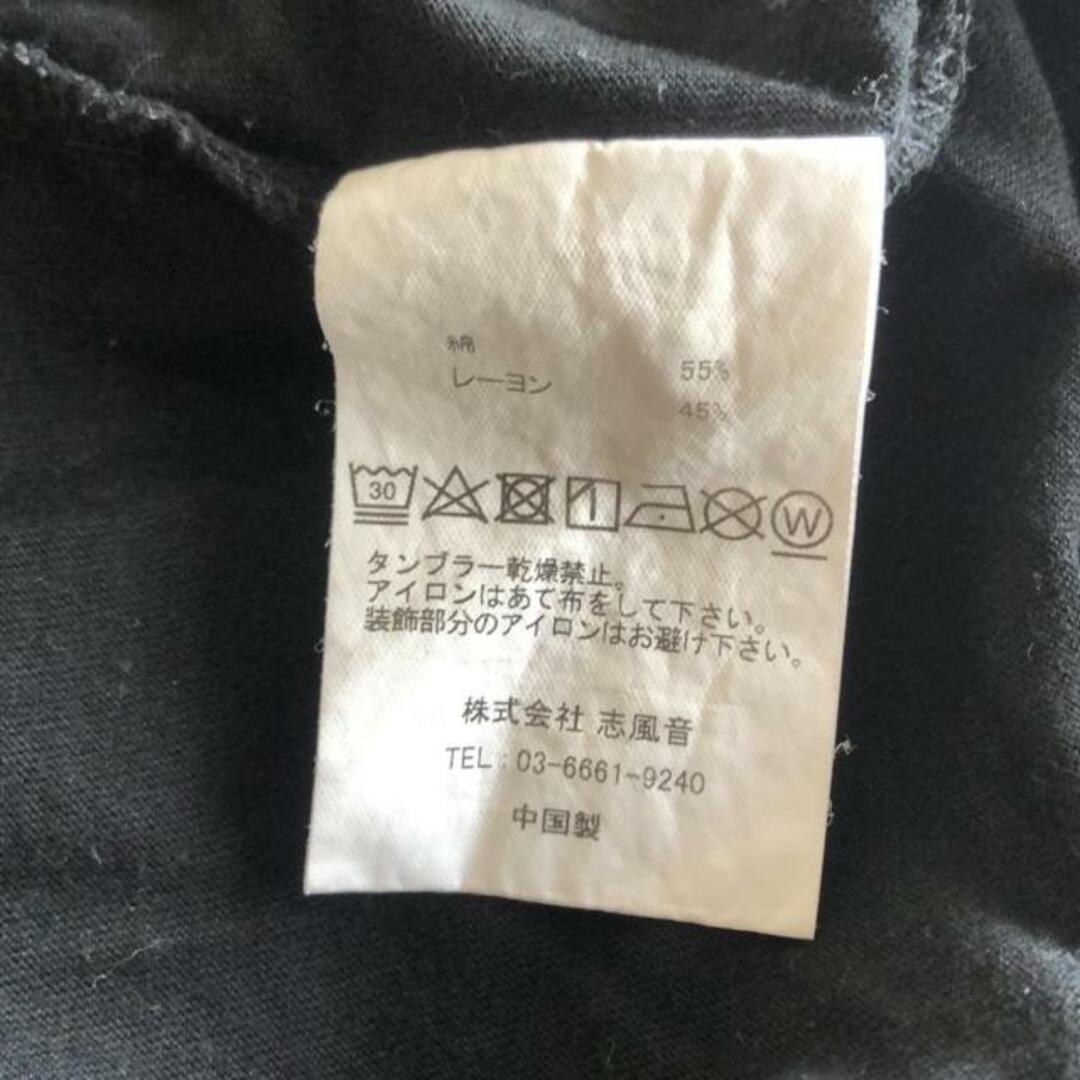 綿 55%
レーヨン 45%
30 W
タンブラー乾燥禁止。
アイロンはあて布をして下さい。
装飾部分のアイロンはお避け下さい。
株式会社 志風音
TEL : 03-6661-9240
中国製